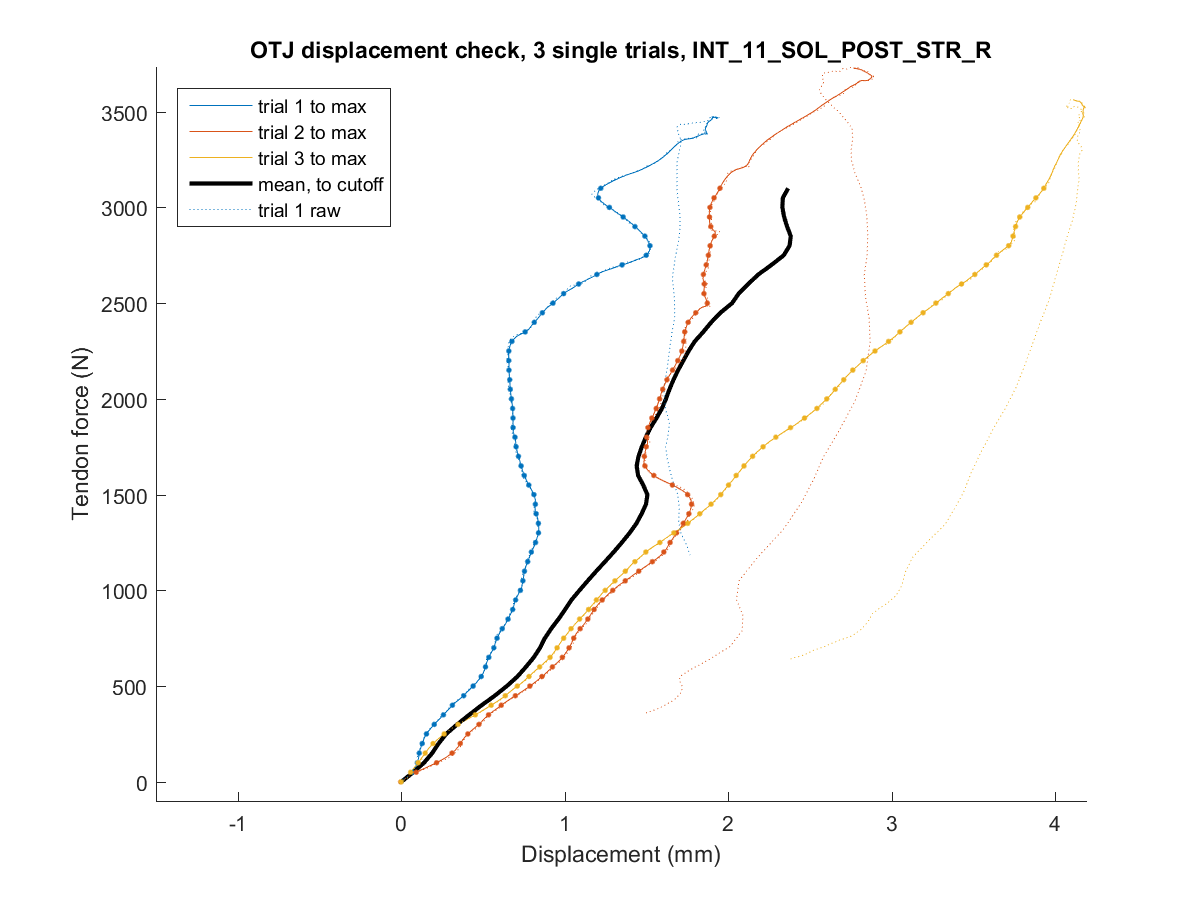 OTJ displacement check, 3 single trials, INT_11_SOL_POST_STR_R
trial 1 to max
trial 2 to max
trial 3 to max
mean, to cutoff
trial 1 raw
3500
3000
2500
2000
1500
1000
500
0
Tendon force (N)
-1 0 1 2 3 4
Displacement (mm)